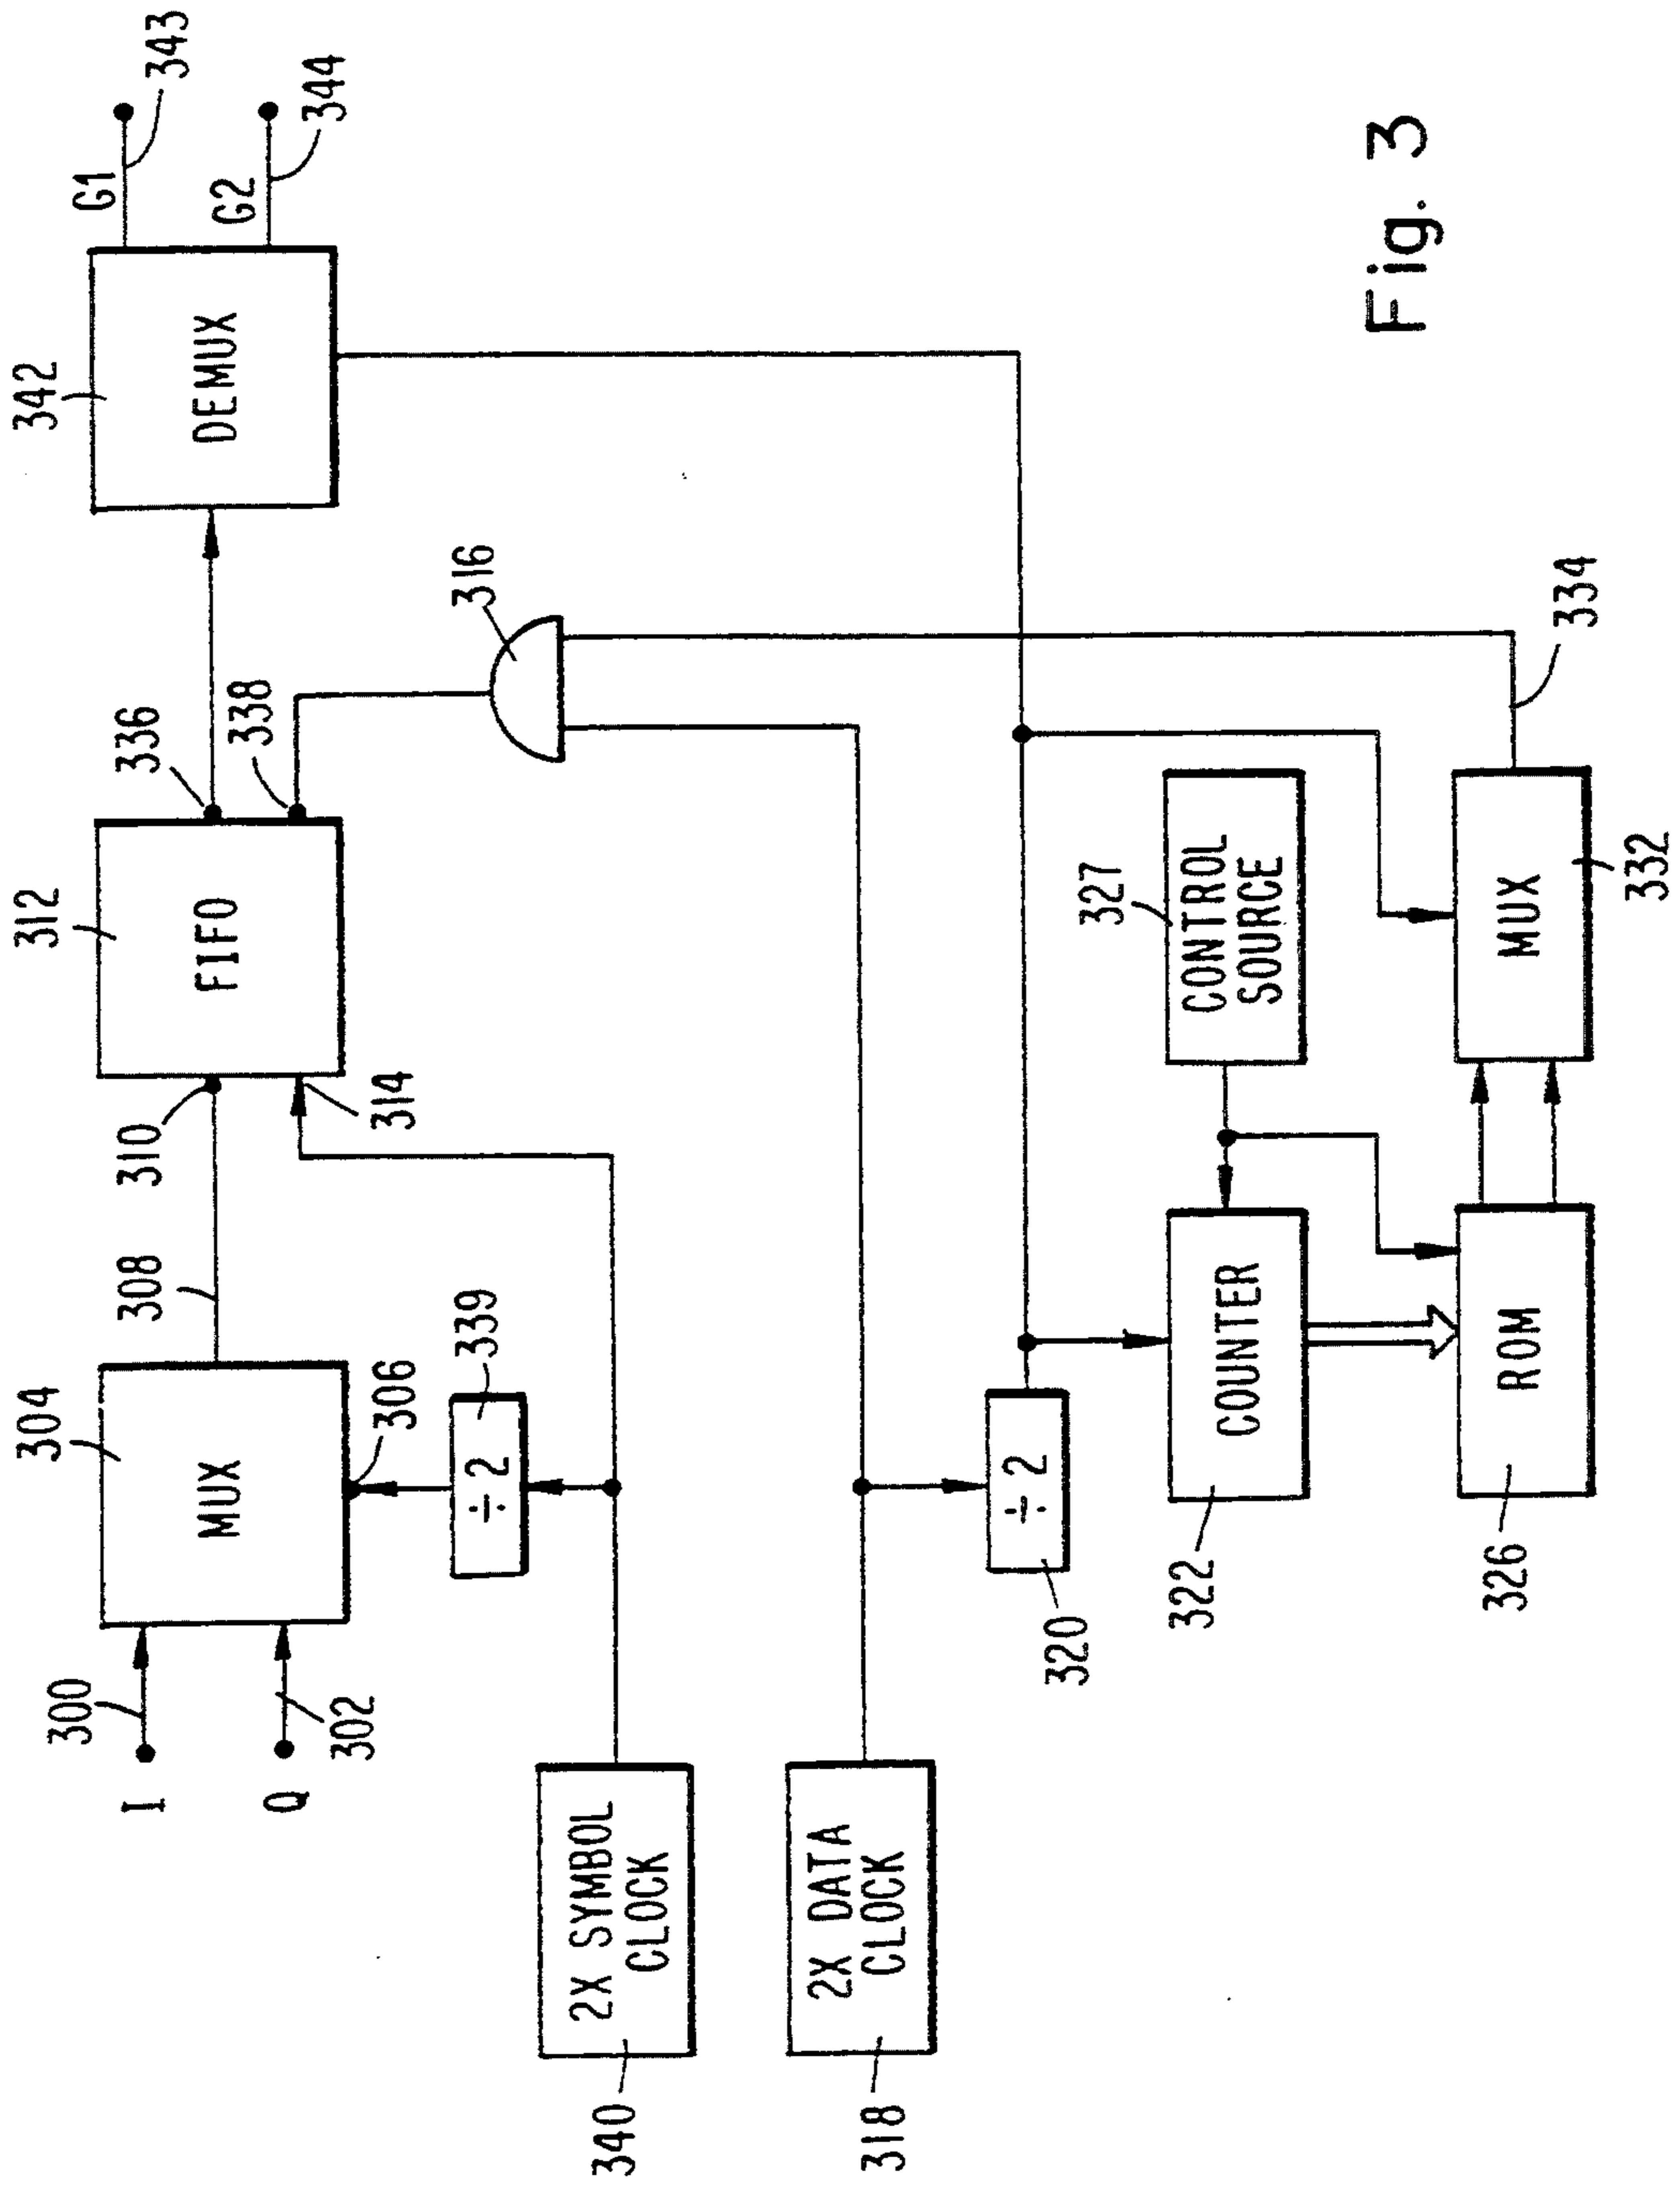 I
300
Q
302
304
MUX
306
308
310
312
FIFO
314
336
338
342
DEMUX
G1
343
G2
344
÷ 2
339
316
2X SYMBOL
CLOCK
340
2X DATA
CLOCK
318
÷ 2
320
COUNTER
322
327
CONTROL
SOURCE
ROM
326
MUX
332
334
Fig. 3